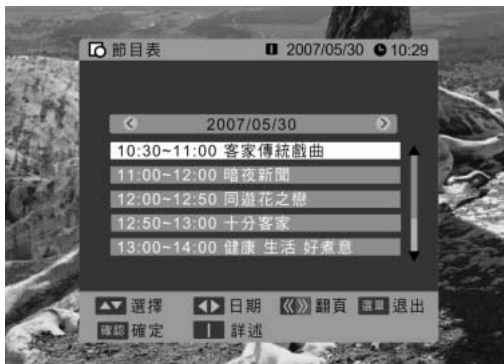 節目表 2007/05/30 10:29
2007/05/30
10:30~11:00 客家傳統戲曲
11:00~12:00 暗夜新聞
12:00~12:50 同遊花之戀
12:50~13:00 十分客家
13:00~14:00 健康 生活 好煮意
選擇 日期 翻頁 選單 退出
確認 確定 詳述